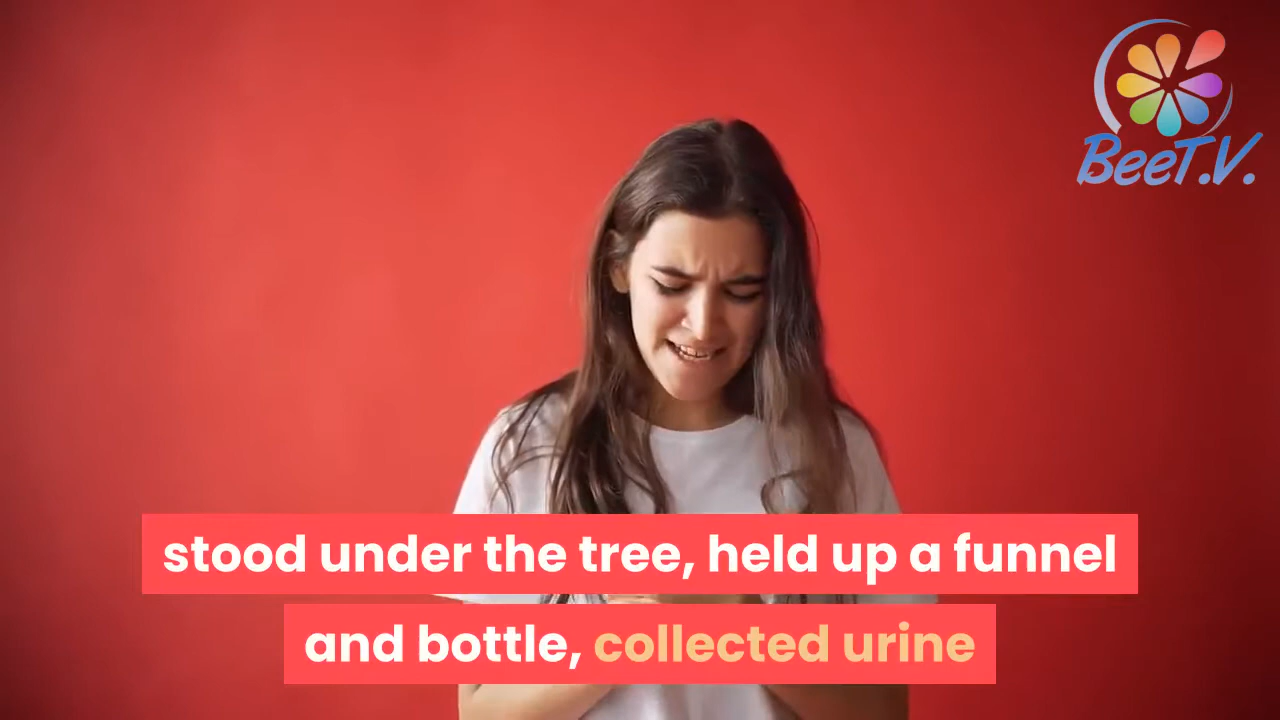 BeeT.V.
stood under the tree, held up a funnel
and bottle, collected urine